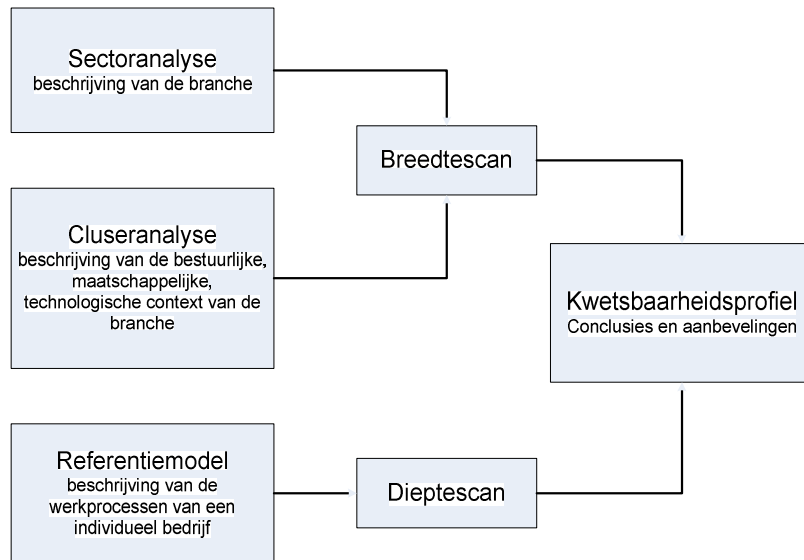 Sectoranalyse
beschrijving van de branche
Breedtescan
Cluseranalyse
beschrijving van de bestuurlijke,
maatschappelijke,
technologische context van de
branche
Kwetsbaarheidsprofiel
Conclusies en aanbevelingen
Referentiemodel
beschrijving van de
werkprocessen van een
individueel bedrijf
Dieptescan